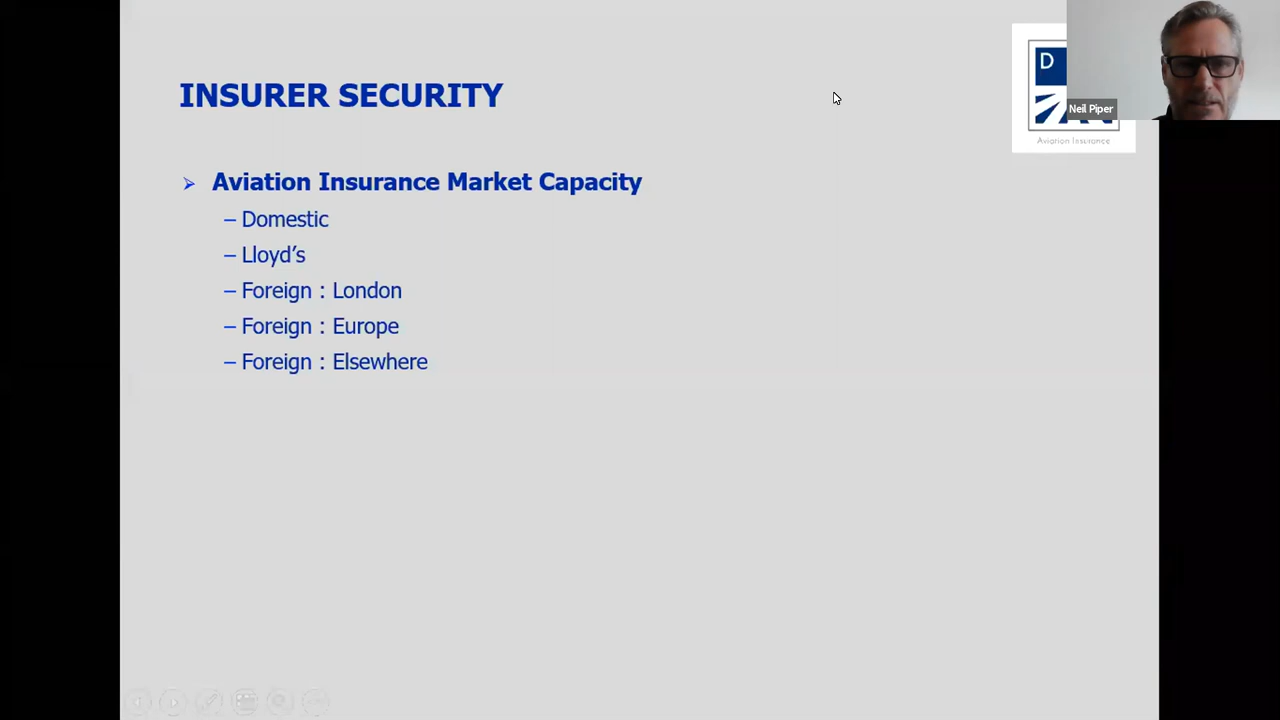 INSURER SECURITY
➢ Aviation Insurance Market Capacity
– Domestic
– Lloyd’s
– Foreign : London
– Foreign : Europe
– Foreign : Elsewhere
D
Aviation Insurance
Neil Piper